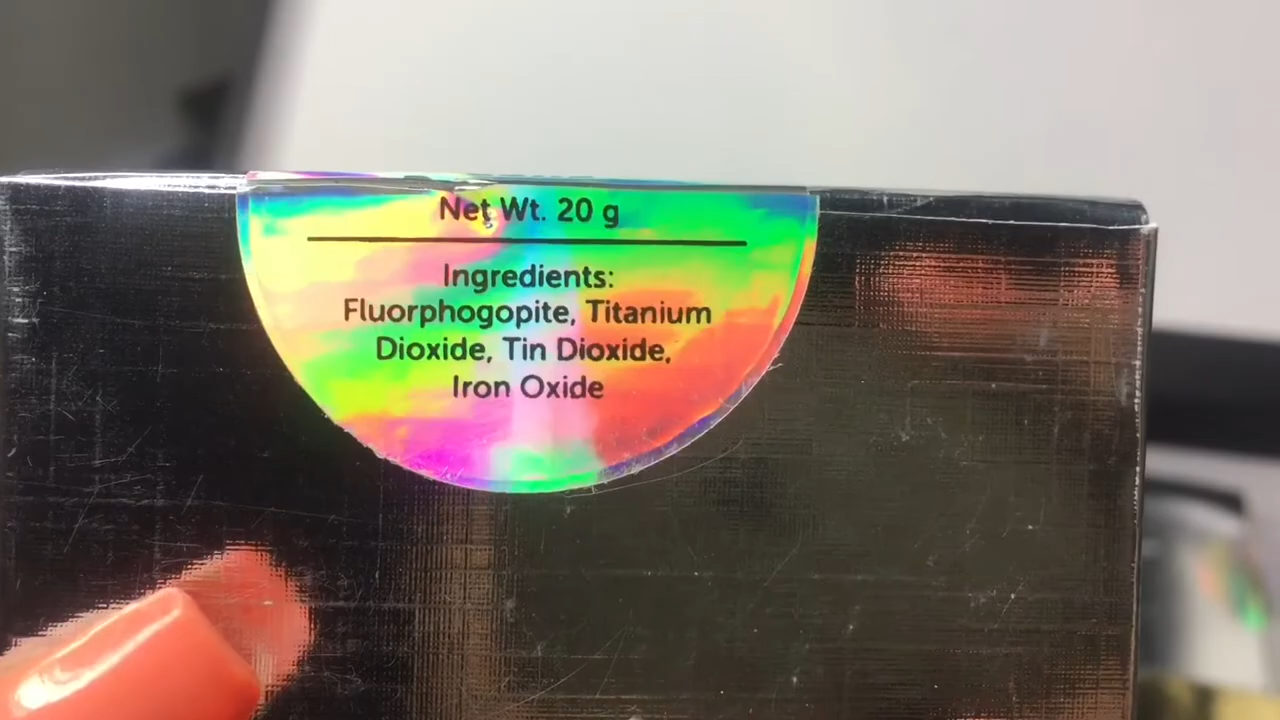 Net Wt. 20 g
Ingredients:
Fluorphogopite, Titanium
Dioxide, Tin Dioxide,
Iron Oxide